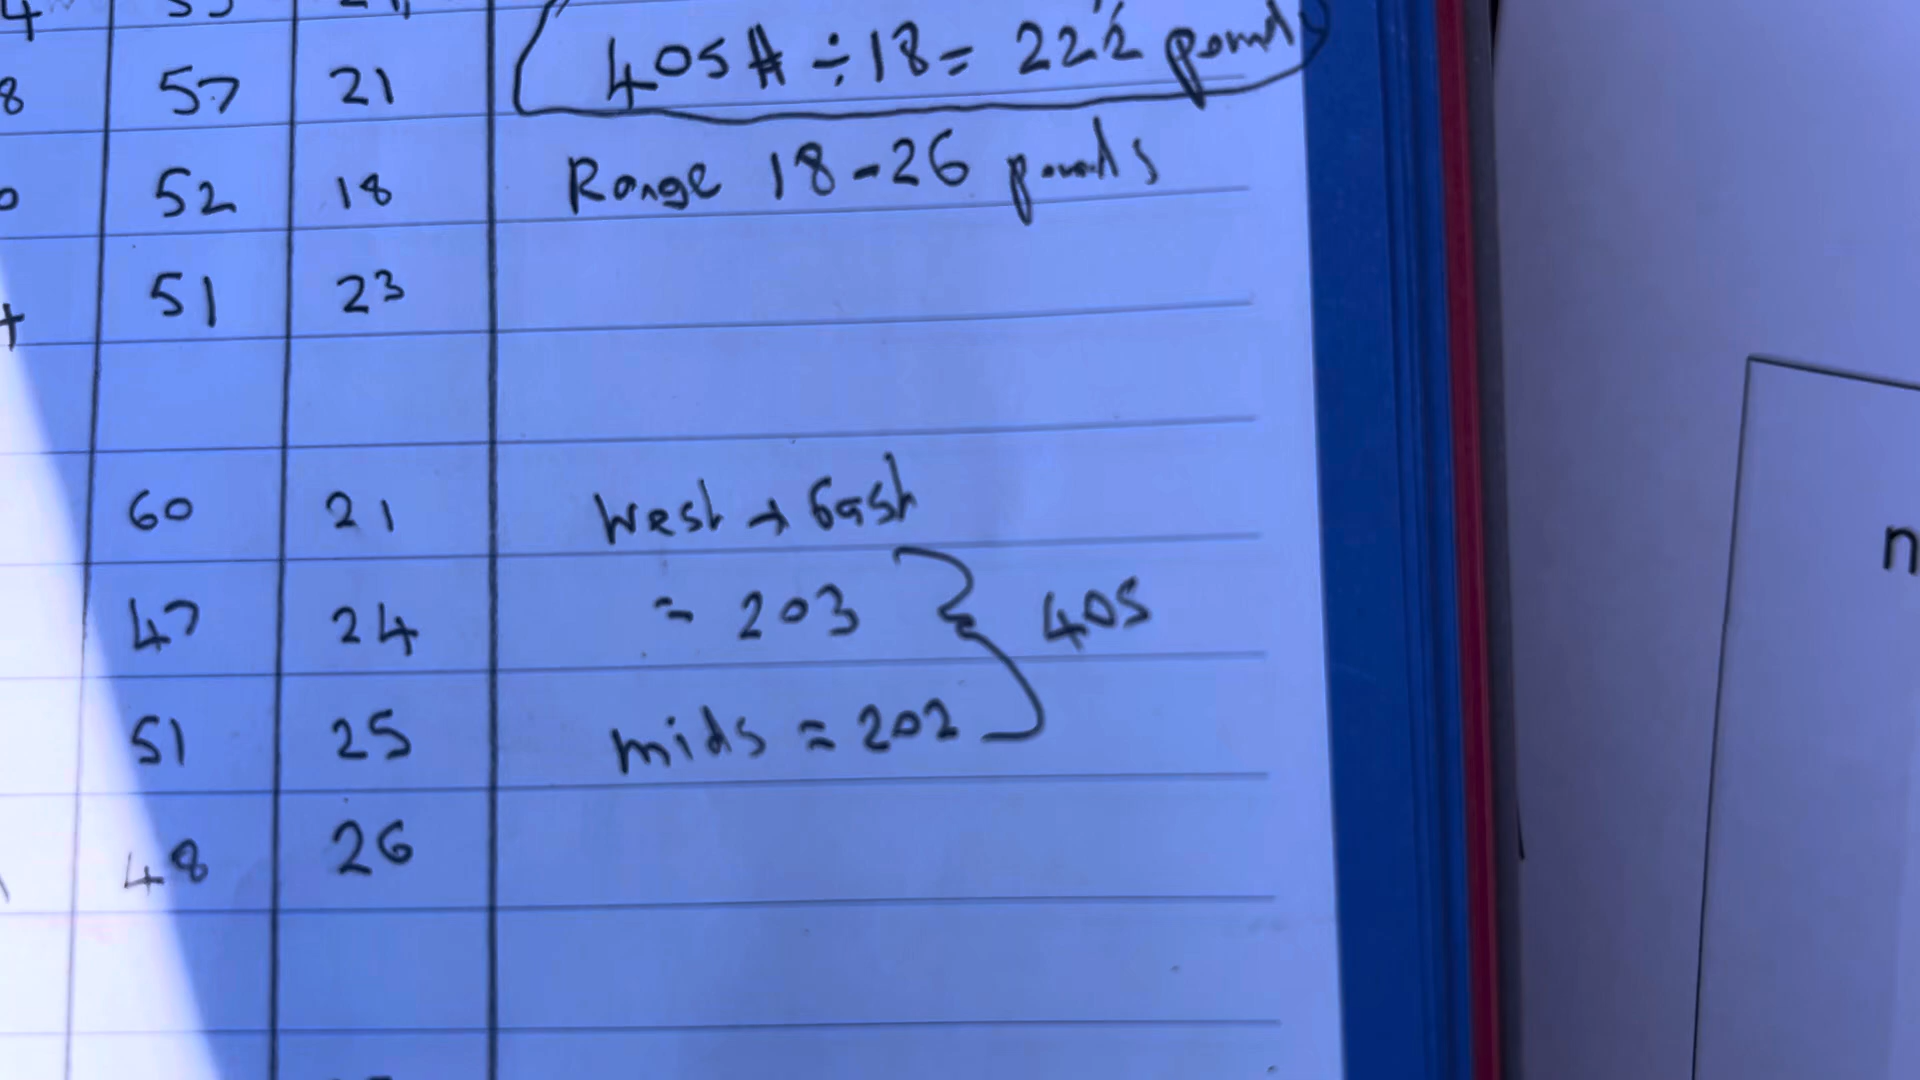 405# ÷ 18 = 22½ pounds
8 57 21
Range 18-26 pounds
52 18
51 23
60 21 West + East
47 24 = 203
405
51 25 mids = 202
48 26
n